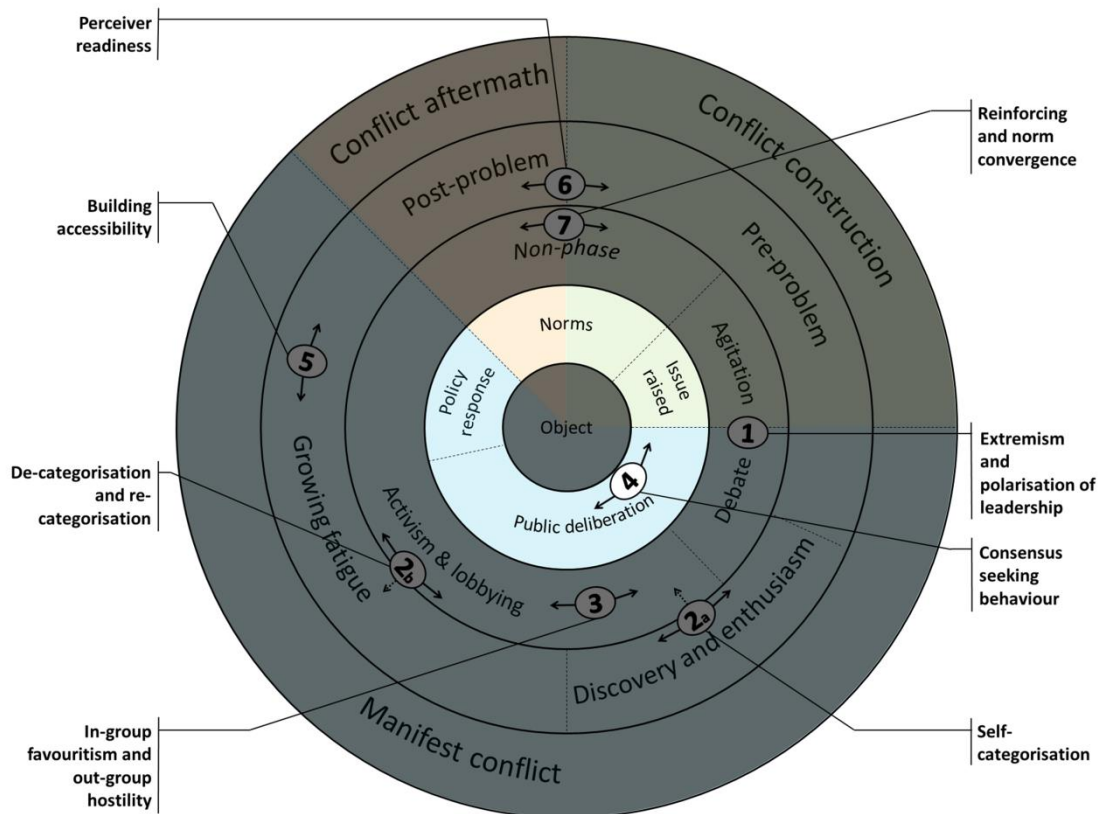 Perceiver
readiness
Conflict aftermath
Conflict construction
Reinforcing
and norm
convergence
Post-problem
6
Building
accessibility
7
Non-phase
Pre-problem
Norms
Agitation
Issue
raised
5
Policy
response
Object
1
Extremism
and
polarisation of
leadership
De-categorisation
and re-
categorisation
4
Debate
Public deliberation
Growing fatigue
Activism & lobbying
Consensus
seeking
behaviour
2b
3
2a
Discovery and enthusiasm
Manifest conflict
In-group
favouritism and
out-group
hostility
Self-
categorisation